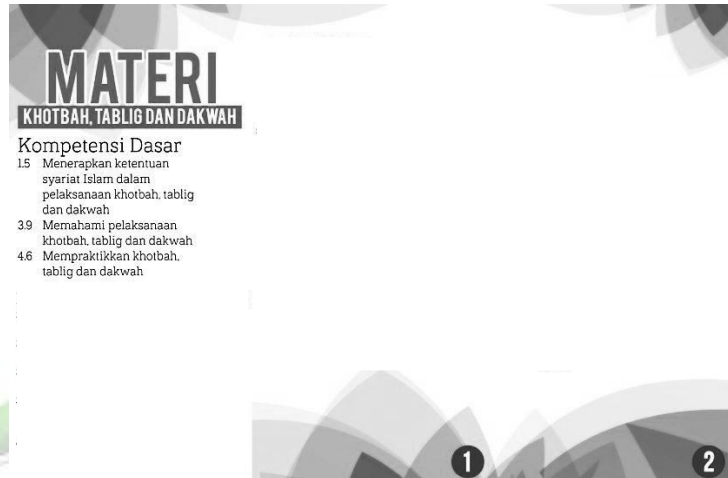 MATERI
KHOTBAH, TABLIG DAN DAKWAH
Kompetensi Dasar
1.5 Menerapkan ketentuan
syariat Islam dalam
pelaksanaan khotbah, tablig
dan dakwah
3.9 Memahami pelaksanaan
khotbah, tablig dan dakwah
4.6 Mempraktikkan khotbah,
tablig dan dakwah
1
2